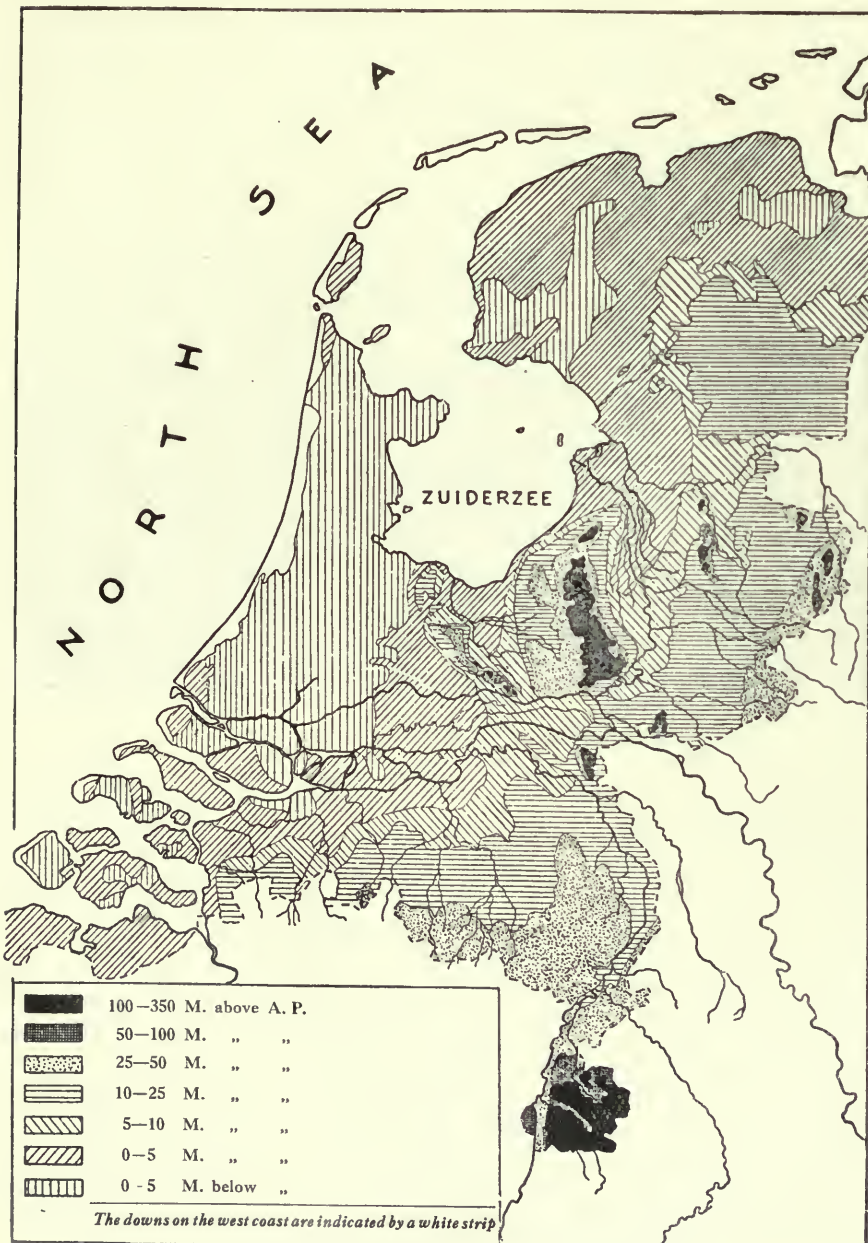 NORTH SEA
ZUIDERZEE
100—350 M. above A. P.
50—100 M. „ „
25—50 M. „ „
10—25 M. „ „
5—10 M. „ „
0—5 M. „ „
0 - 5 M. below „
The downs on the west coast are indicated by a white strip